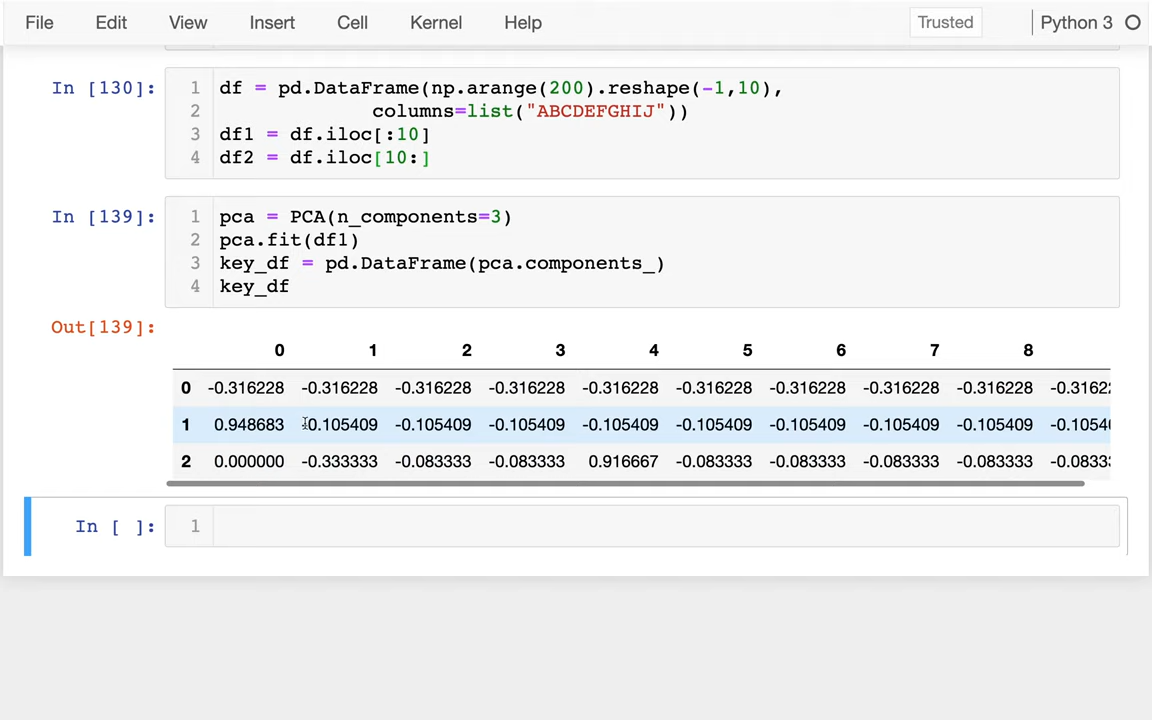 File Edit View Insert Cell Kernel Help Trusted Python 3
In [130]:
1 df = pd.DataFrame(np.arange(200).reshape(-1,10),
2 columns=list("ABCDEFGHIJ"))
3 df1 = df.iloc[:10]
4 df2 = df.iloc[10:]
In [139]:
1 pca = PCA(n_components=3)
2 pca.fit(df1)
3 key_df = pd.DataFrame(pca.components_)
4 key_df
Out[139]:
0 1 2 3 4 5 6 7 8
0 -0.316228 -0.316228 -0.316228 -0.316228 -0.316228 -0.316228 -0.316228 -0.316228 -0.316228
1 0.948683 -0.105409 -0.105409 -0.105409 -0.105409 -0.105409 -0.105409 -0.105409 -0.105409
2 0.000000 -0.333333 -0.083333 -0.083333 0.916667 -0.083333 -0.083333 -0.083333 -0.083333
In [ ]: 1